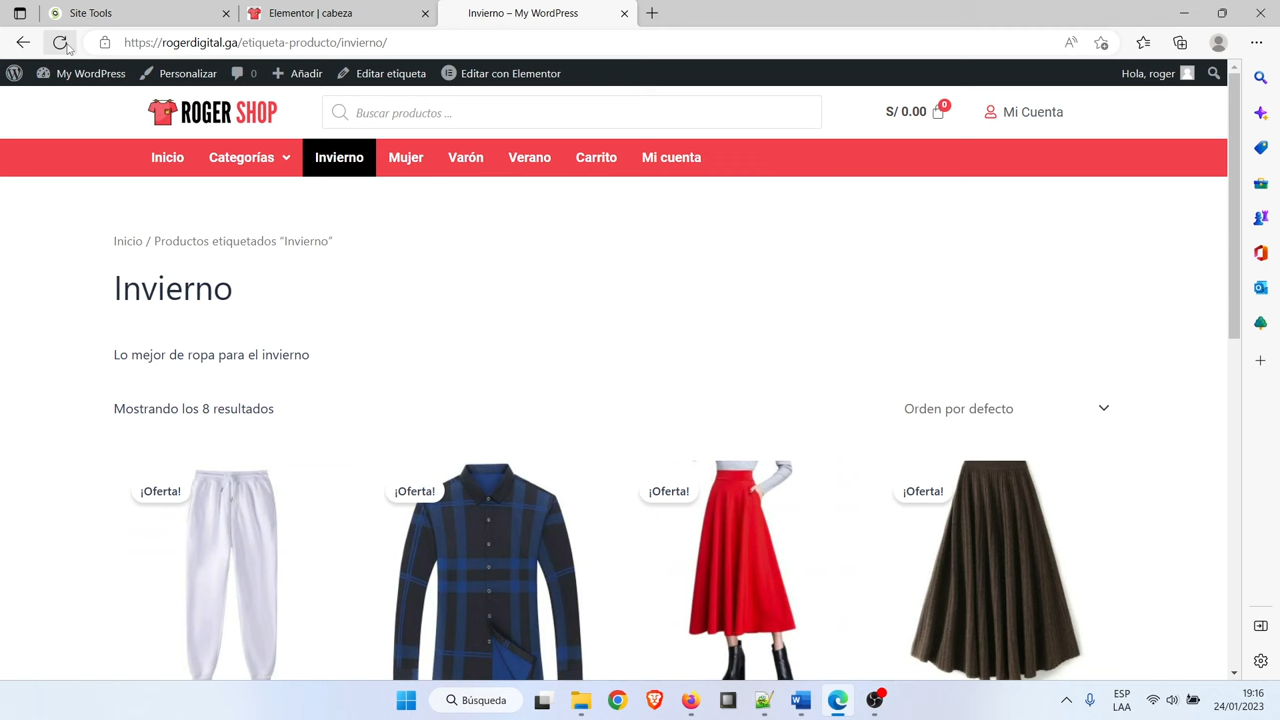 Site Tools
Elementor | cabeza
Invierno – My WordPress
https://rogerdigital.ga/etiqueta-producto/invierno/
My WordPress
Personalizar
0
Añadir
Editar etiqueta
Editar con Elementor
Hola, roger
ROGER SHOP
Buscar productos ...
S/ 0.00
0
Mi Cuenta
Inicio
Categorías
Invierno
Mujer
Varón
Verano
Carrito
Mi cuenta
Inicio / Productos etiquetados “Invierno”
Invierno
Lo mejor de ropa para el invierno
Mostrando los 8 resultados
Orden por defecto
¡Oferta!
¡Oferta!
¡Oferta!
¡Oferta!
Búsqueda
ESP
LAA
19:16
24/01/2023